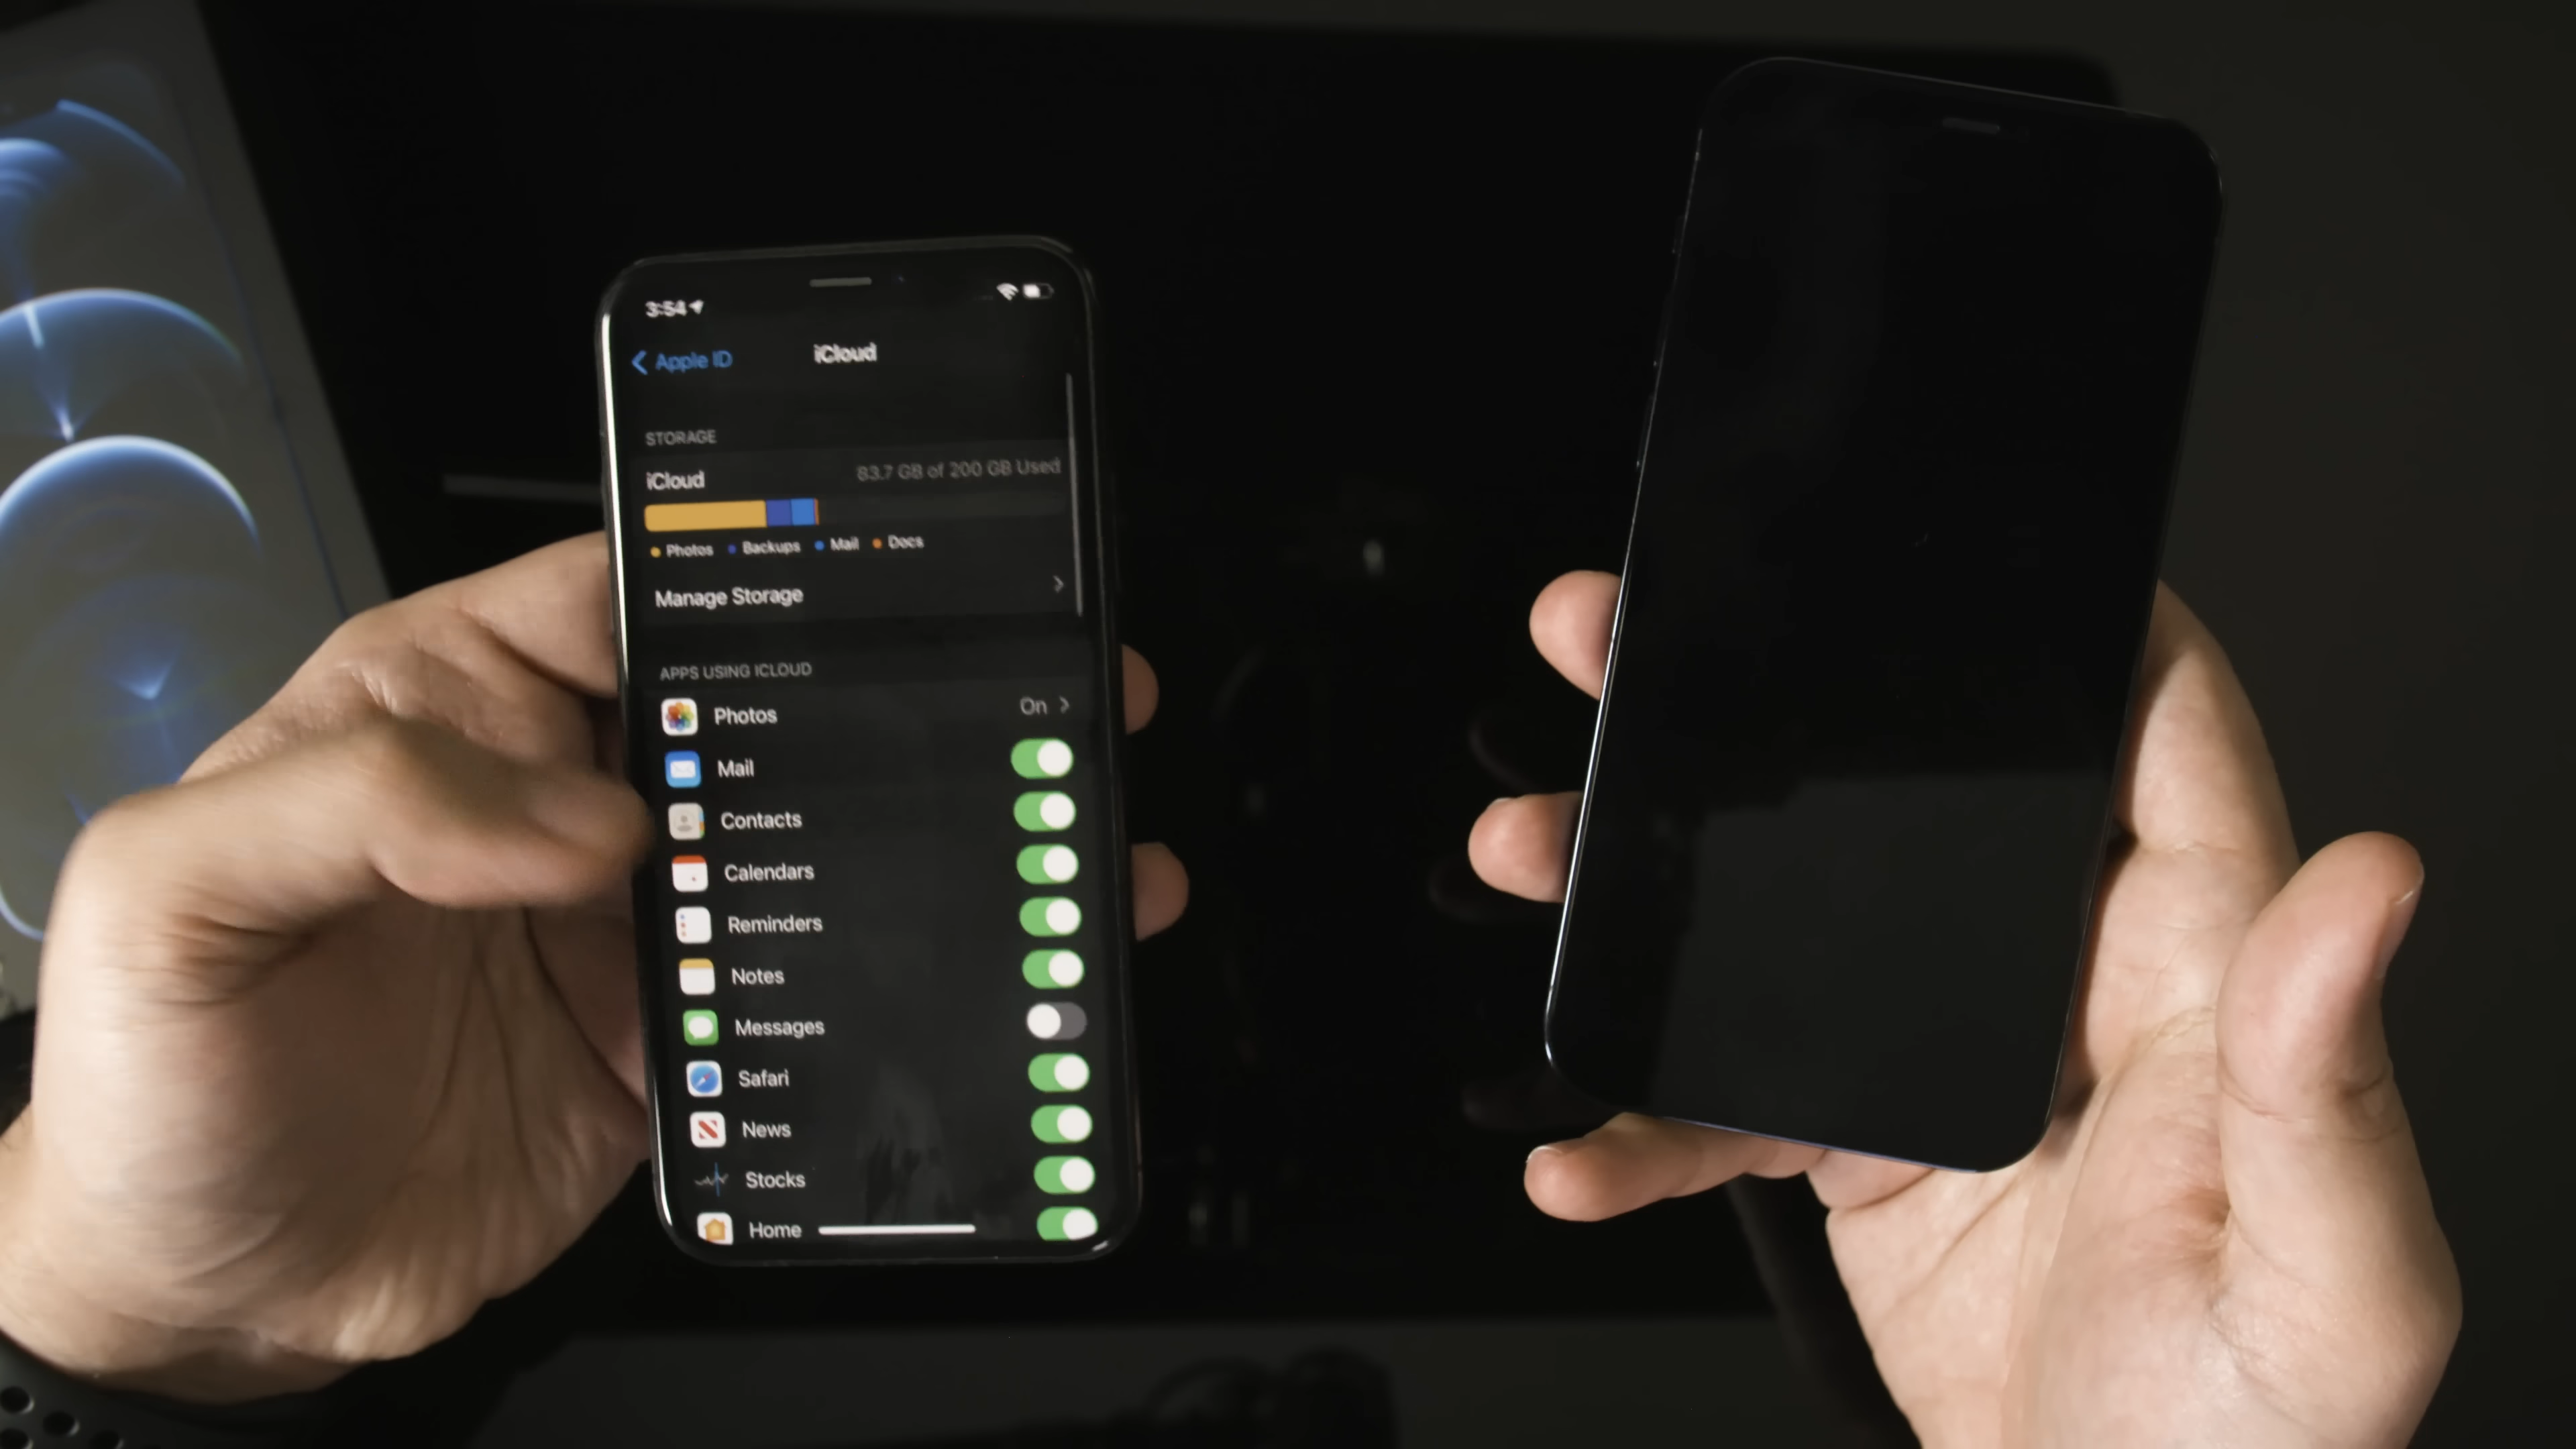 3:54
Apple ID
iCloud
STORAGE
iCloud 83.7 GB of 200 GB Used
Photos Backups Mail Docs
Manage Storage
APPS USING ICLOUD
Photos On
Mail
Contacts
Calendars
Reminders
Notes
Messages
Safari
News
Stocks
Home